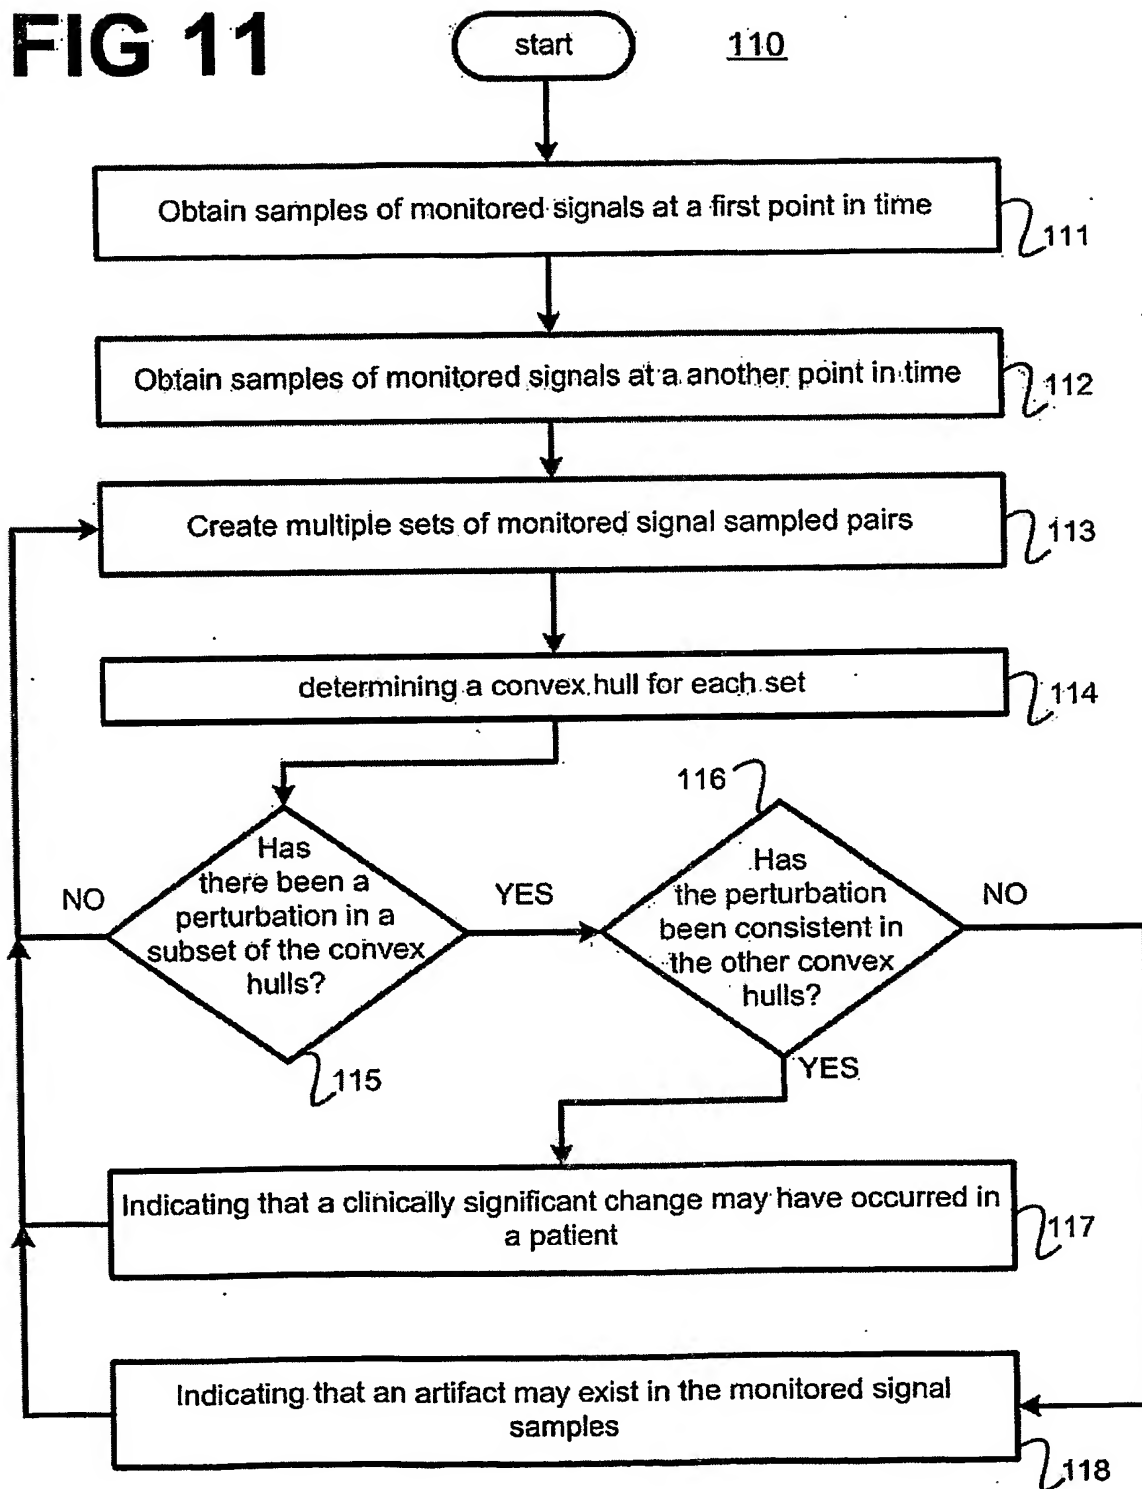 FIG 11
start
110
Obtain samples of monitored signals at a first point in time
111
Obtain samples of monitored signals at a another point in time
112
Create multiple sets of monitored signal sampled pairs
113
determining a convex hull for each set
114
116
Has
there been a
perturbation in a
subset of the convex
hulls?
NO
YES
115
Has
the perturbation
been consistent in
the other convex
hulls?
NO
YES
Indicating that a clinically significant change may have occurred in
a patient
117
Indicating that an artifact may exist in the monitored signal
samples
118